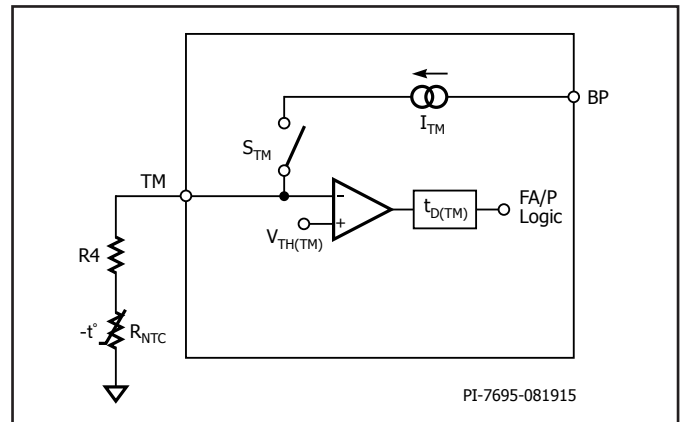 BP
I_TM
S_TM
TM
-
+
V_TH(TM)
t_D(TM)
FA/P
Logic
R4
-t°
R_NTC
PI-7695-081915